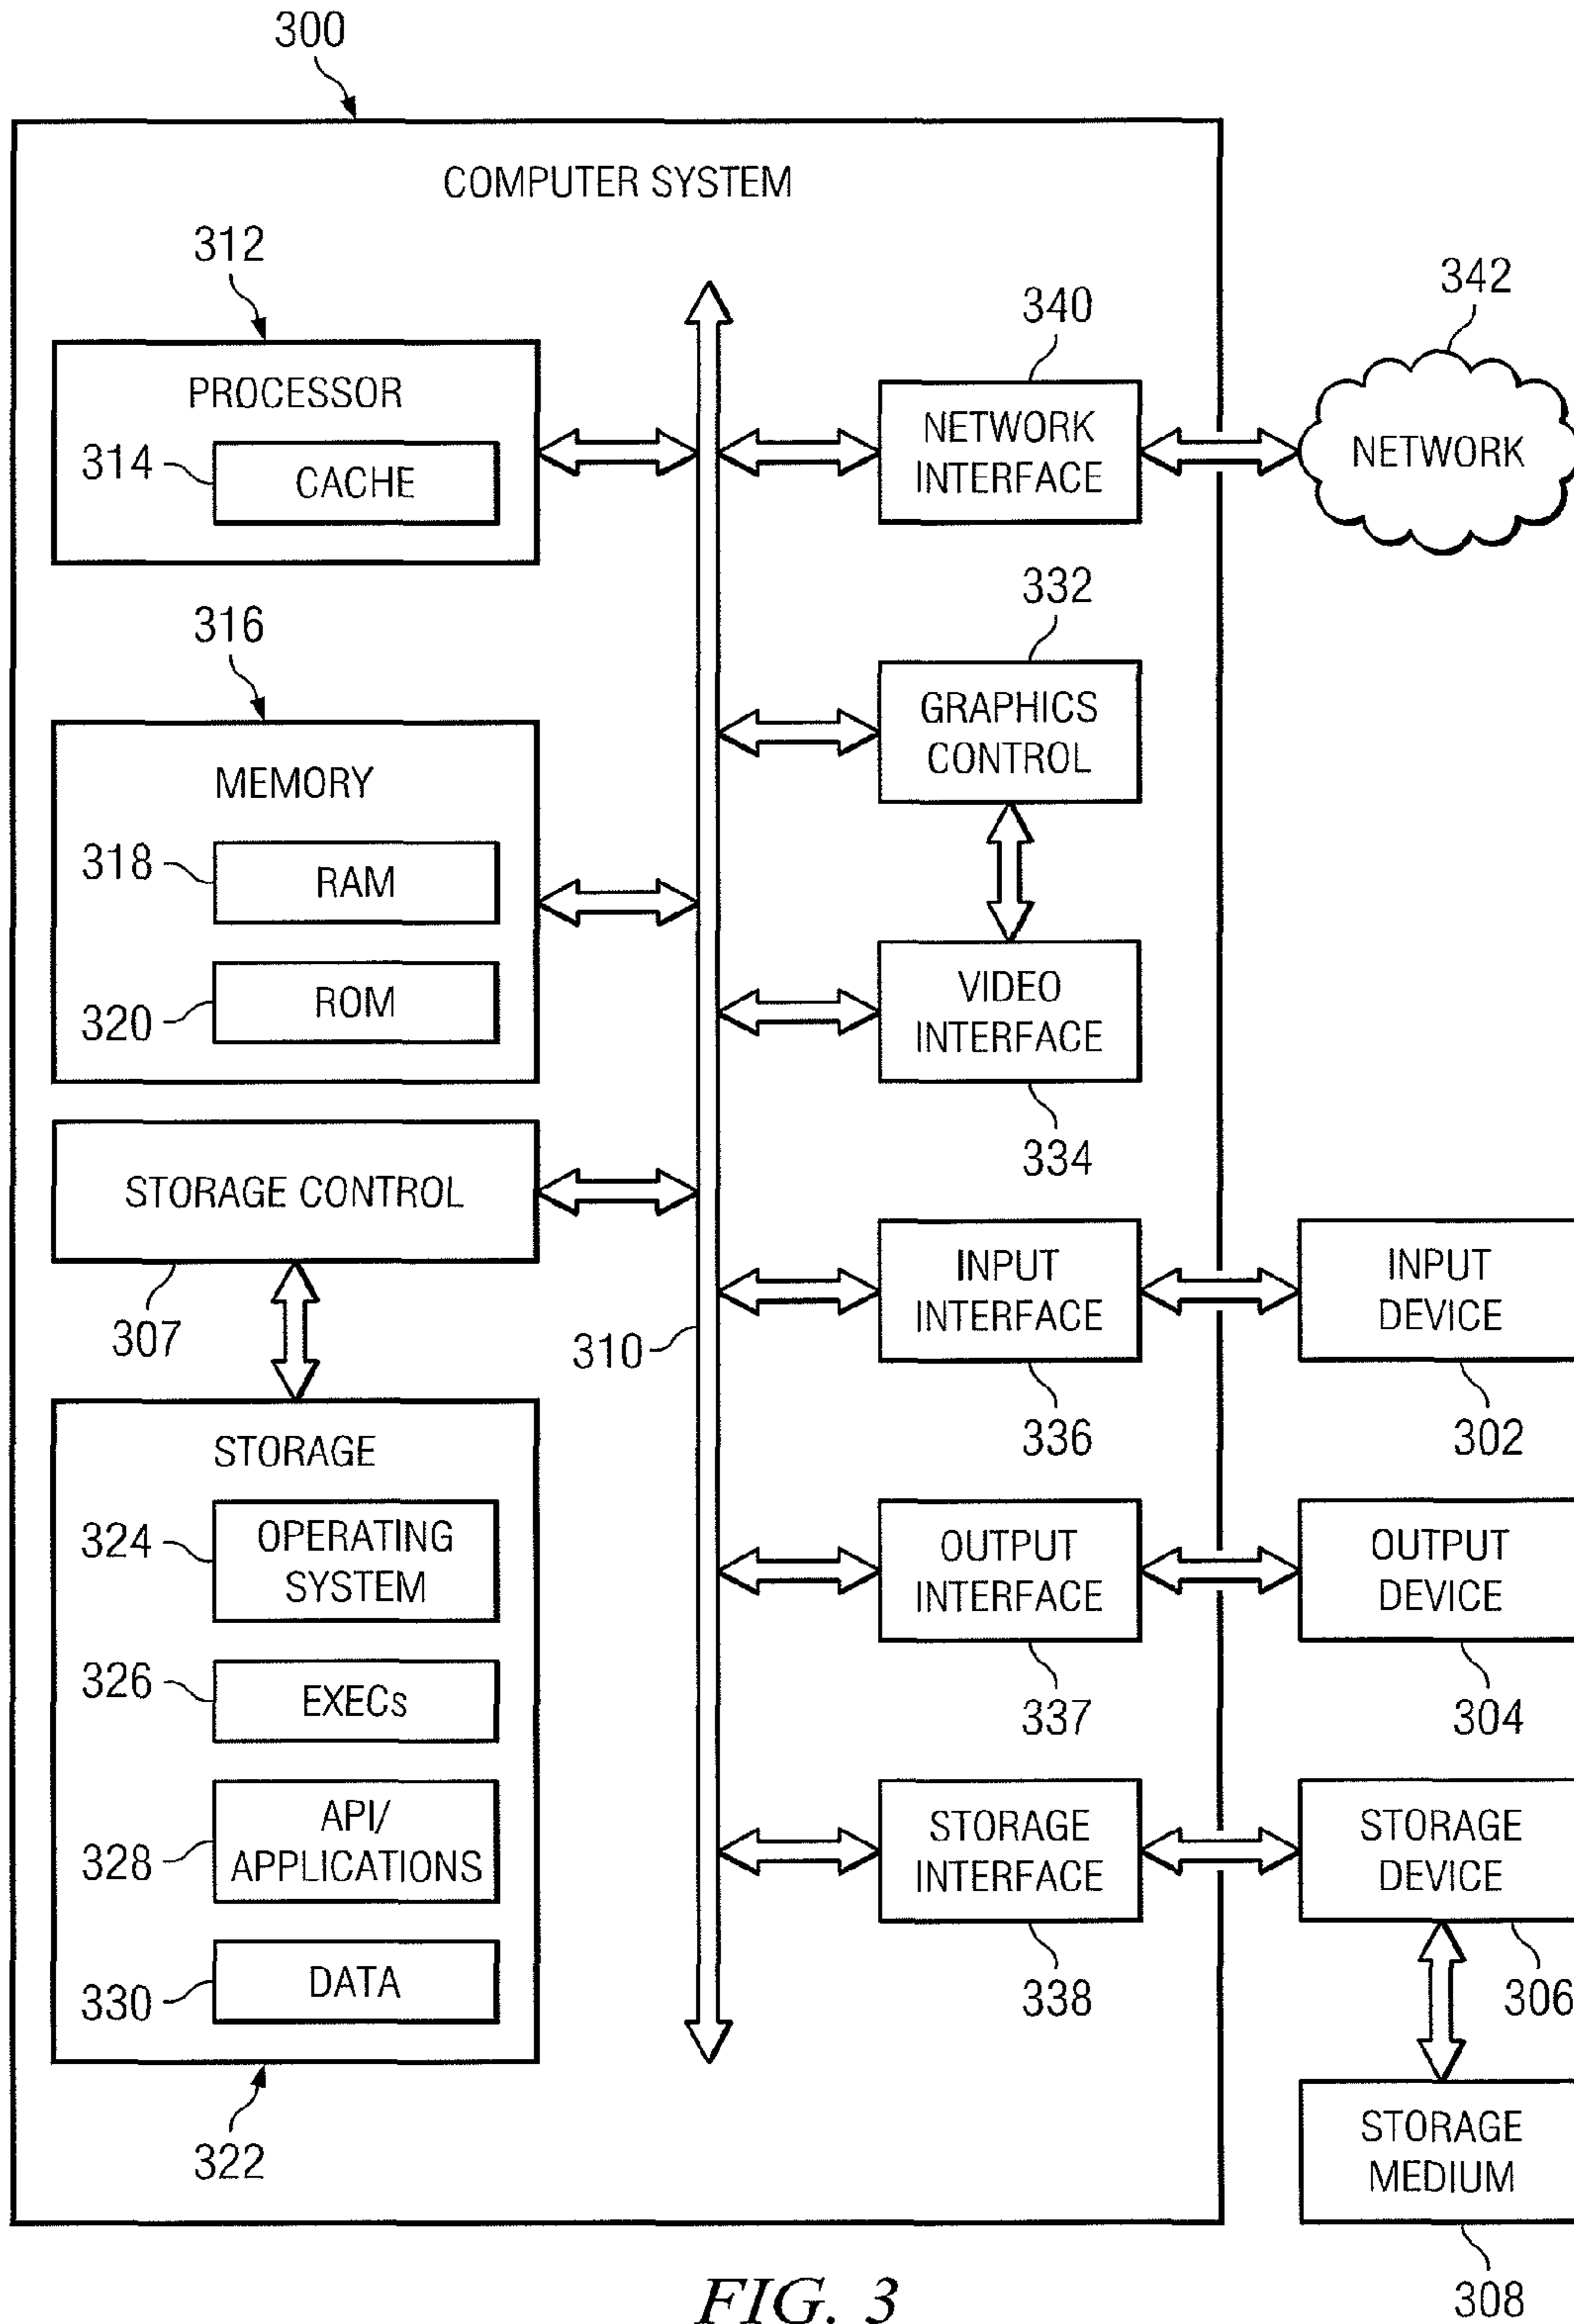 300
COMPUTER SYSTEM
312
PROCESSOR
314
CACHE
316
MEMORY
318
RAM
320
ROM
STORAGE CONTROL
307
STORAGE
324
OPERATING
SYSTEM
326
EXECs
328
API/
APPLICATIONS
330
DATA
322
310
340
NETWORK
INTERFACE
342
NETWORK
332
GRAPHICS
CONTROL
VIDEO
INTERFACE
334
INPUT
INTERFACE
336
INPUT
DEVICE
302
OUTPUT
INTERFACE
337
OUTPUT
DEVICE
304
STORAGE
INTERFACE
338
STORAGE
DEVICE
306
STORAGE
MEDIUM
308
FIG. 3